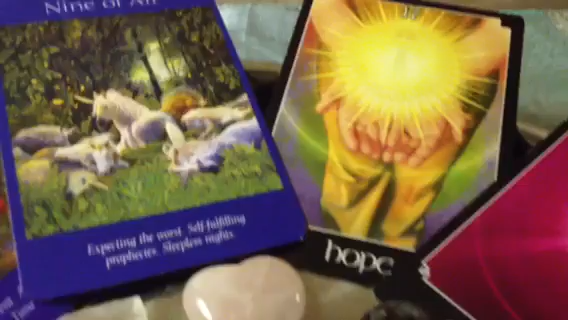 Nine of Air
Expecting the worst. Self-fulfilling
prophecies. Sleepless nights.
hope